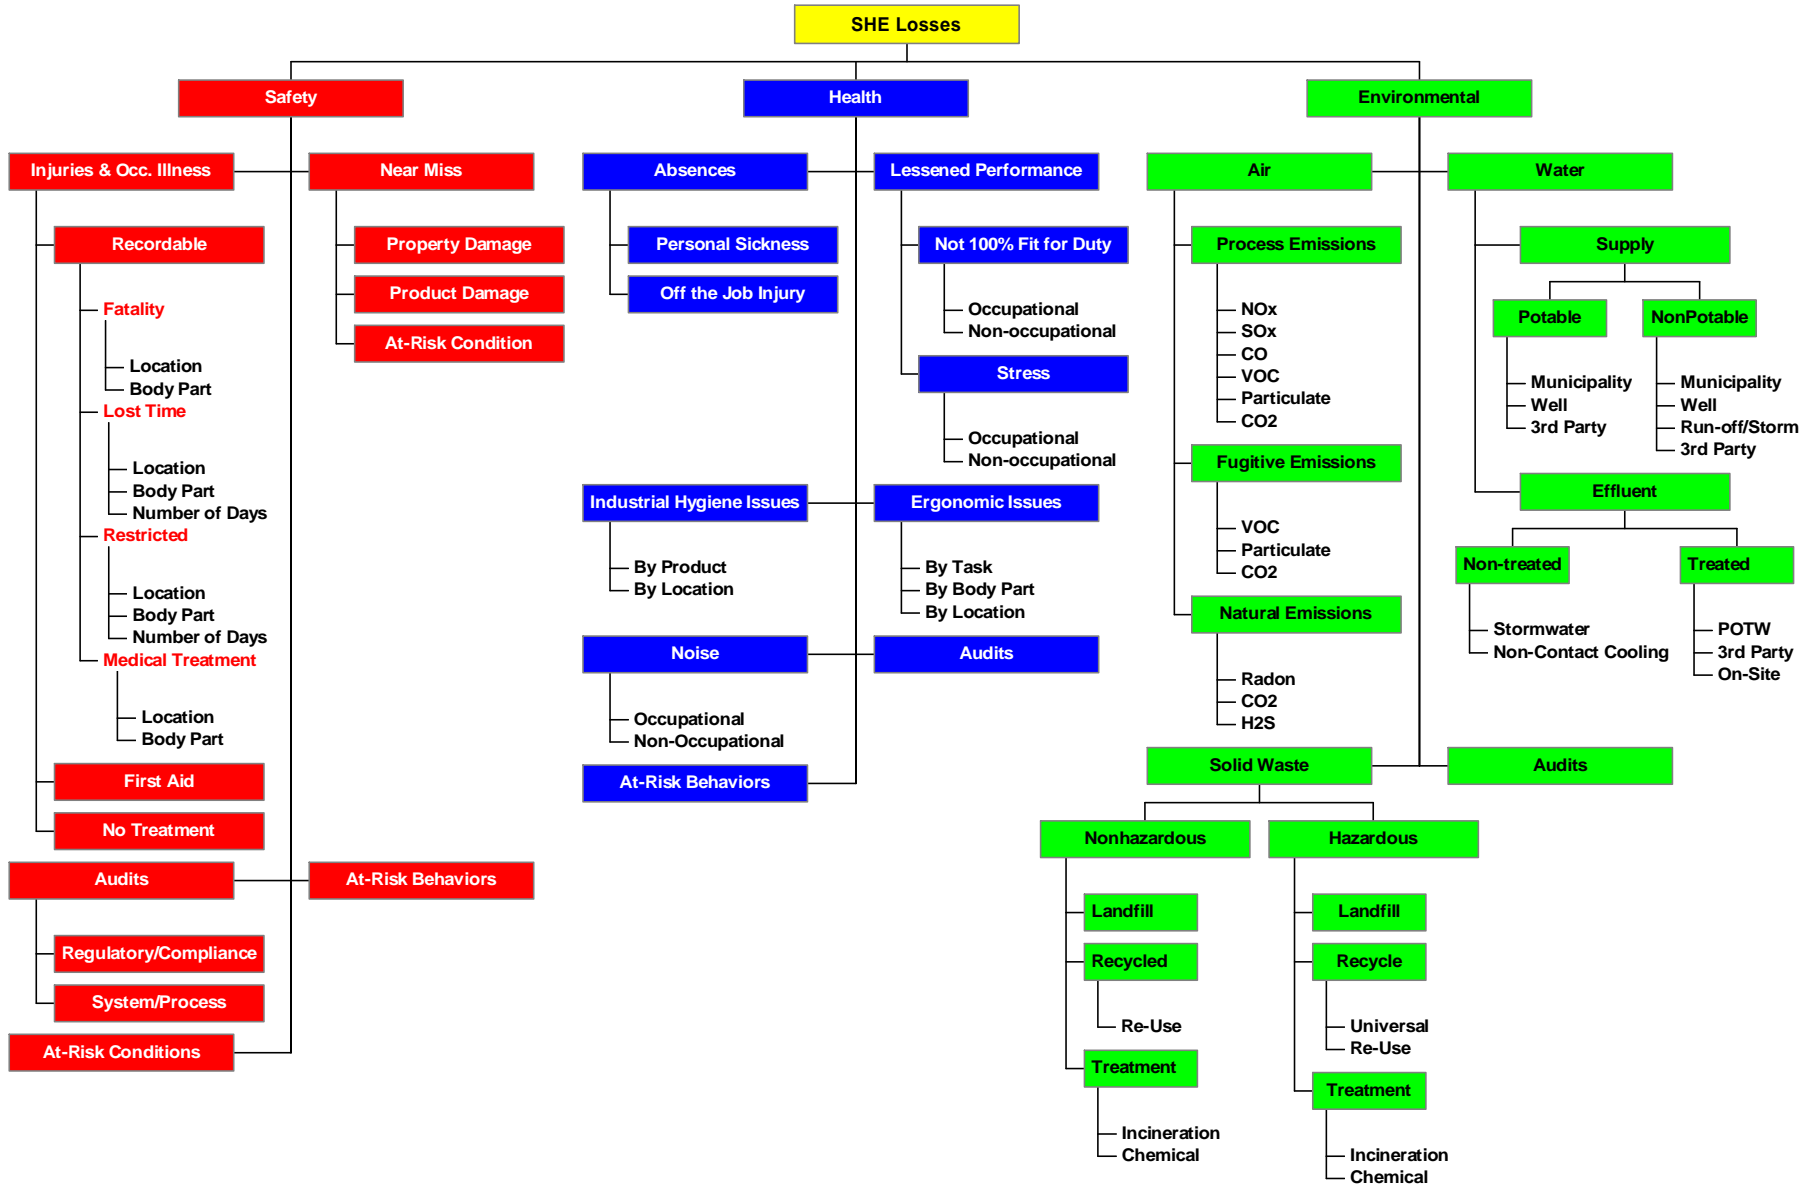 SHE Losses
Safety
Health
Environmental
Injuries & Occ. Illness
Near Miss
Recordable
Property Damage
Product Damage
At-Risk Condition
Fatality
Location
Body Part
Lost Time
Location
Body Part
Number of Days
Restricted
Location
Body Part
Number of Days
Medical Treatment
Location
Body Part
First Aid
No Treatment
Audits
At-Risk Behaviors
Regulatory/Compliance
System/Process
At-Risk Conditions
Absences
Lessened Performance
Personal Sickness
Off the Job Injury
Not 100% Fit for Duty
Occupational
Non-occupational
Stress
Occupational
Non-occupational
Industrial Hygiene Issues
Ergonomic Issues
By Product
By Location
By Task
By Body Part
By Location
Noise
Audits
Occupational
Non-Occupational
At-Risk Behaviors
Air
Water
Process Emissions
NOx
SOx
CO
VOC
Particulate
CO2
Fugitive Emissions
VOC
Particulate
CO2
Natural Emissions
Radon
CO2
H2S
Supply
Potable
NonPotable
Municipality
Well
3rd Party
Municipality
Well
Run-off/Storm
3rd Party
Effluent
Non-treated
Treated
Stormwater
Non-Contact Cooling
POTW
3rd Party
On-Site
Solid Waste
Audits
Nonhazardous
Hazardous
Landfill
Recycled
Re-Use
Treatment
Incineration
Chemical
Landfill
Recycle
Universal
Re-Use
Treatment
Incineration
Chemical